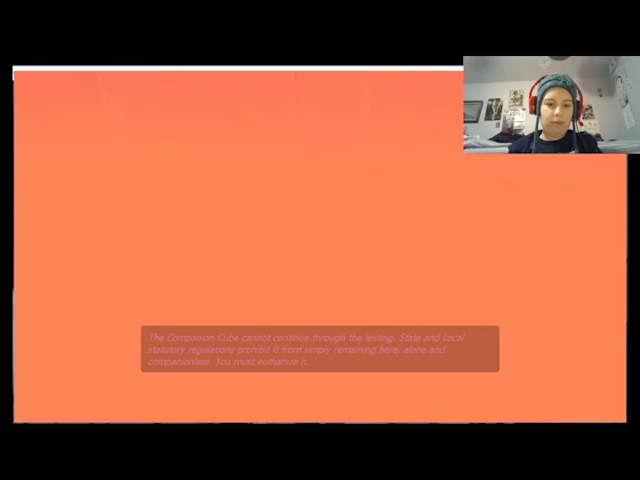 The Companion Cube cannot continue through the testing. State and Local
statutory regulations prohibit it from simply remaining here, alone and
companionless. You must euthanize it.